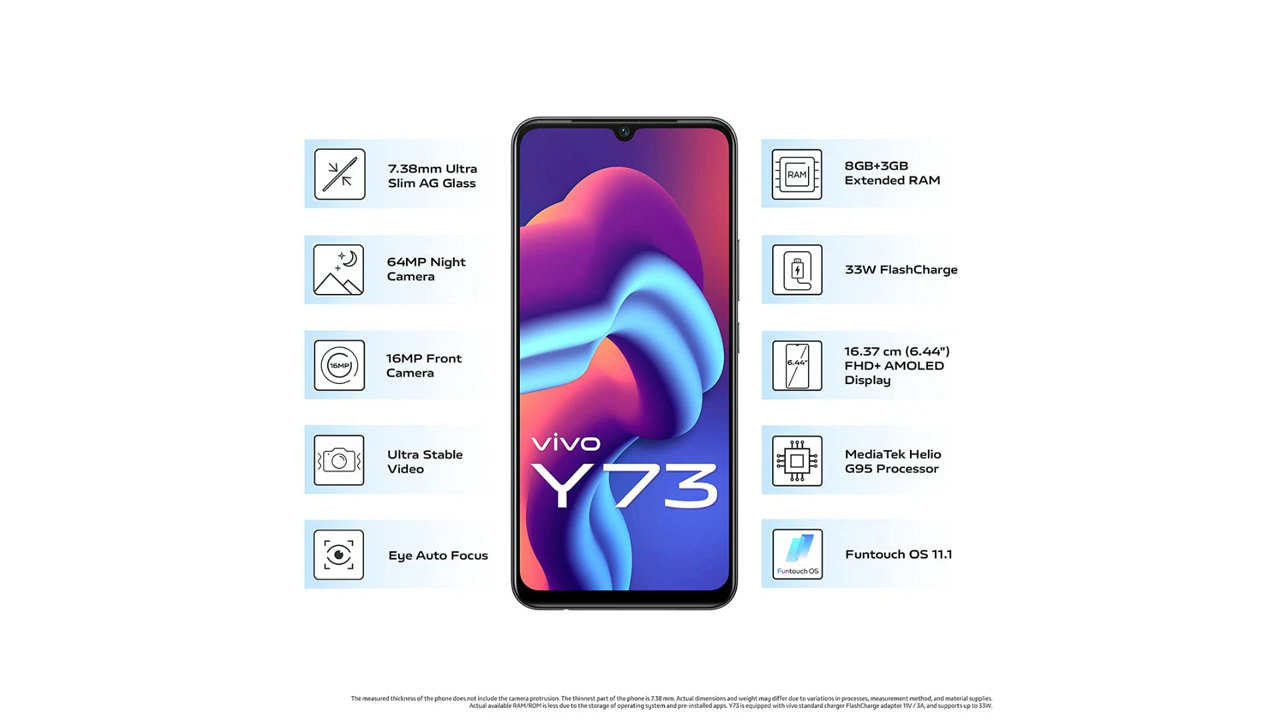 7.38mm Ultra
Slim AG Glass
64MP Night
Camera
16MP
16MP Front
Camera
Ultra Stable
Video
Eye Auto Focus
vivo
Y73
RAM
8GB+3GB
Extended RAM
33W FlashCharge
6.44"
16.37 cm (6.44")
FHD+ AMOLED
Display
MediaTek Helio
G95 Processor
Funtouch OS
Funtouch OS 11.1
The measured thickness of the phone does not include the camera protrusion. The thinnest part of the phone is 7.38 mm. Actual dimensions and weight may differ due to variations in processes, measurement method, and material supplies.
Actual available RAM/ROM is less due to the storage of operating system and pre-installed apps. Y73 is equipped with vivo standard charger FlashCharge adapter 11V / 3A, and supports up to 33W.